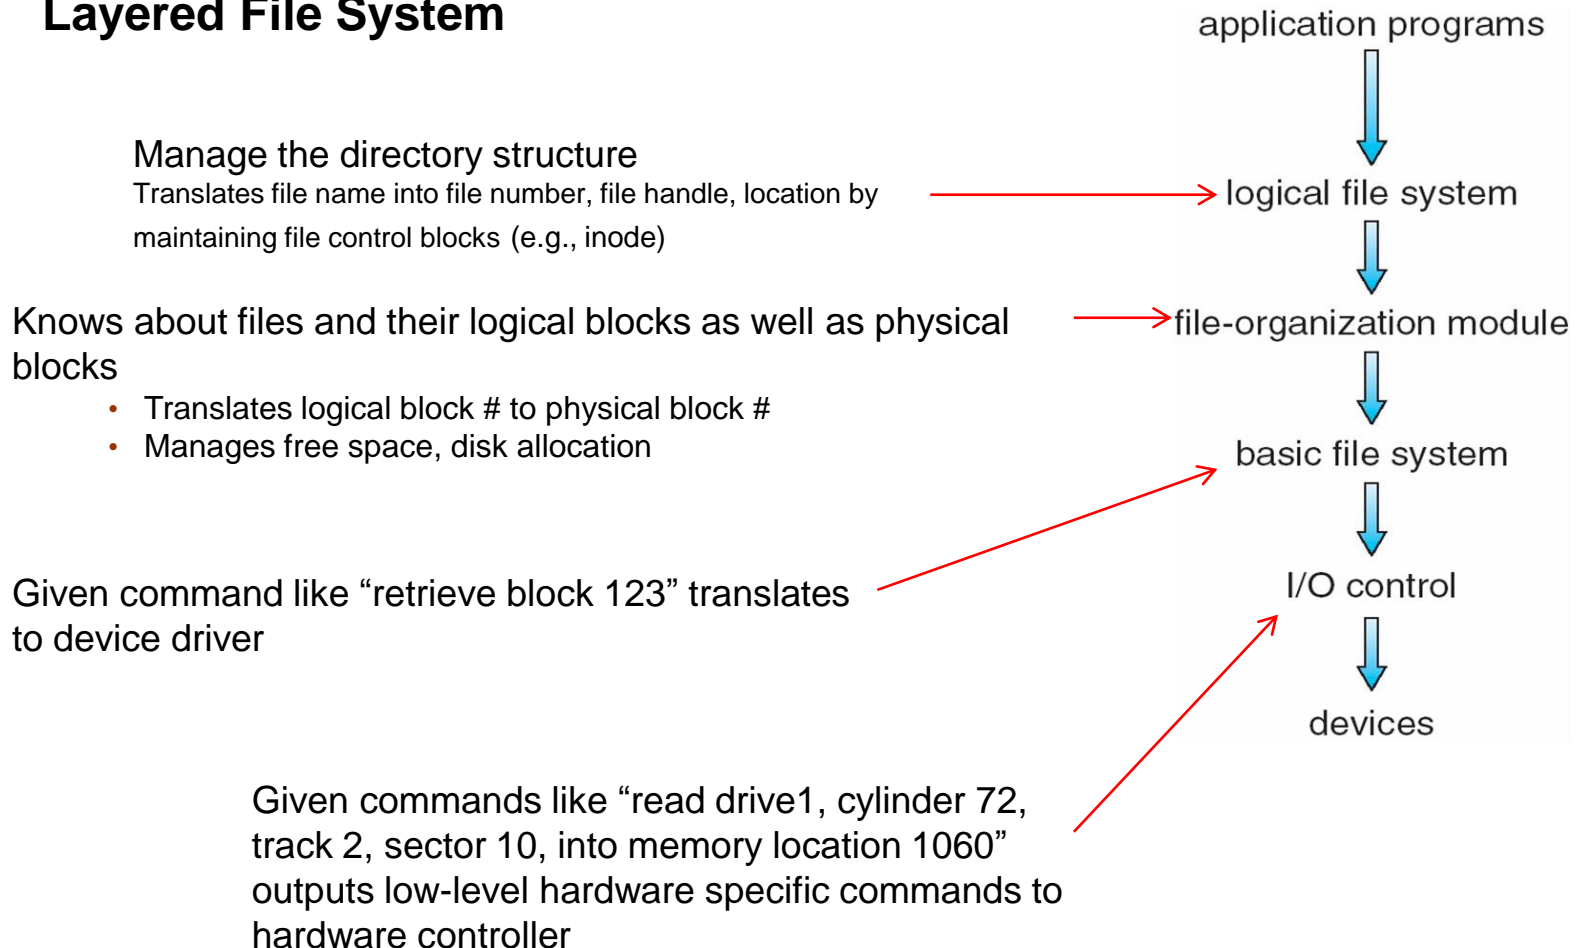 Layered File System
application programs
Manage the directory structure
Translates file name into file number, file handle, location by
maintaining file control blocks (e.g., inode)
logical file system
Knows about files and their logical blocks as well as physical
blocks
• Translates logical block # to physical block #
• Manages free space, disk allocation
file-organization module
basic file system
Given command like “retrieve block 123” translates
to device driver
I/O control
devices
Given commands like “read drive1, cylinder 72,
track 2, sector 10, into memory location 1060”
outputs low-level hardware specific commands to
hardware controller